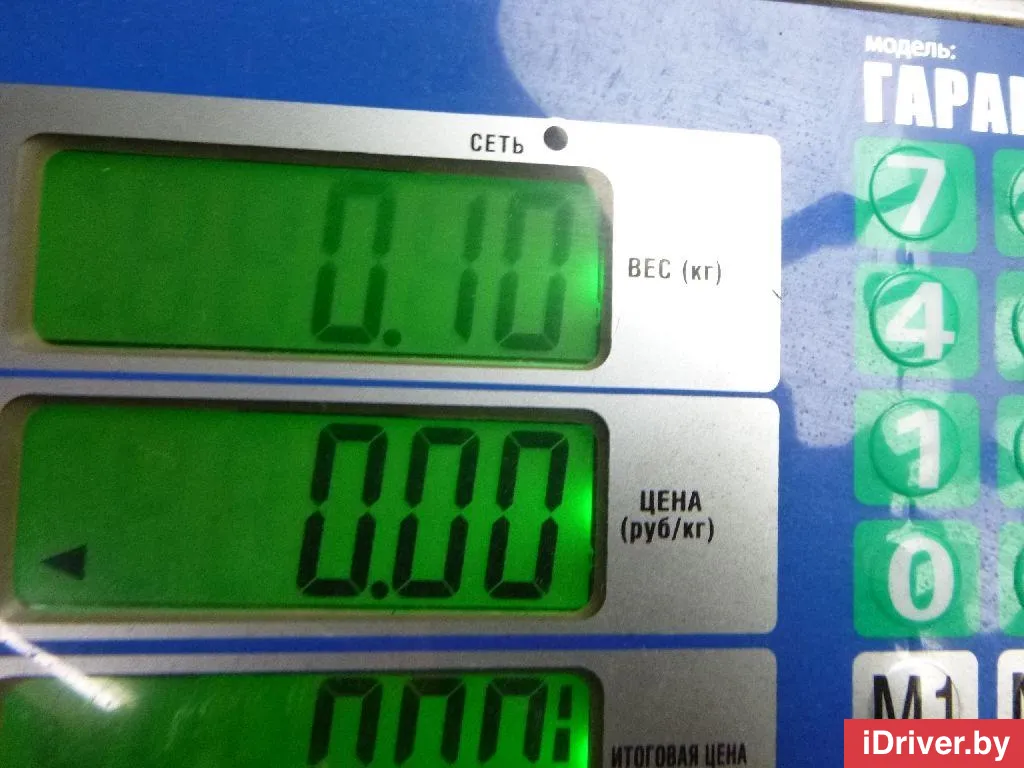 модель:
ГАРАН
СЕТЬ
0.10
ВЕС (кг)
7
4
0.00
ЦЕНА
(руб/кг)
1
0
ИТОГОВАЯ ЦЕНА
M1
iDriver.by